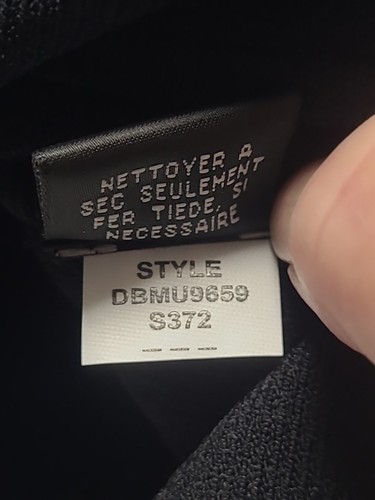 NETTOYER A
SEC SEULEMENT
FER TIEDE, SI
NECESSAIRE
STYLE
DBMU9659
S372